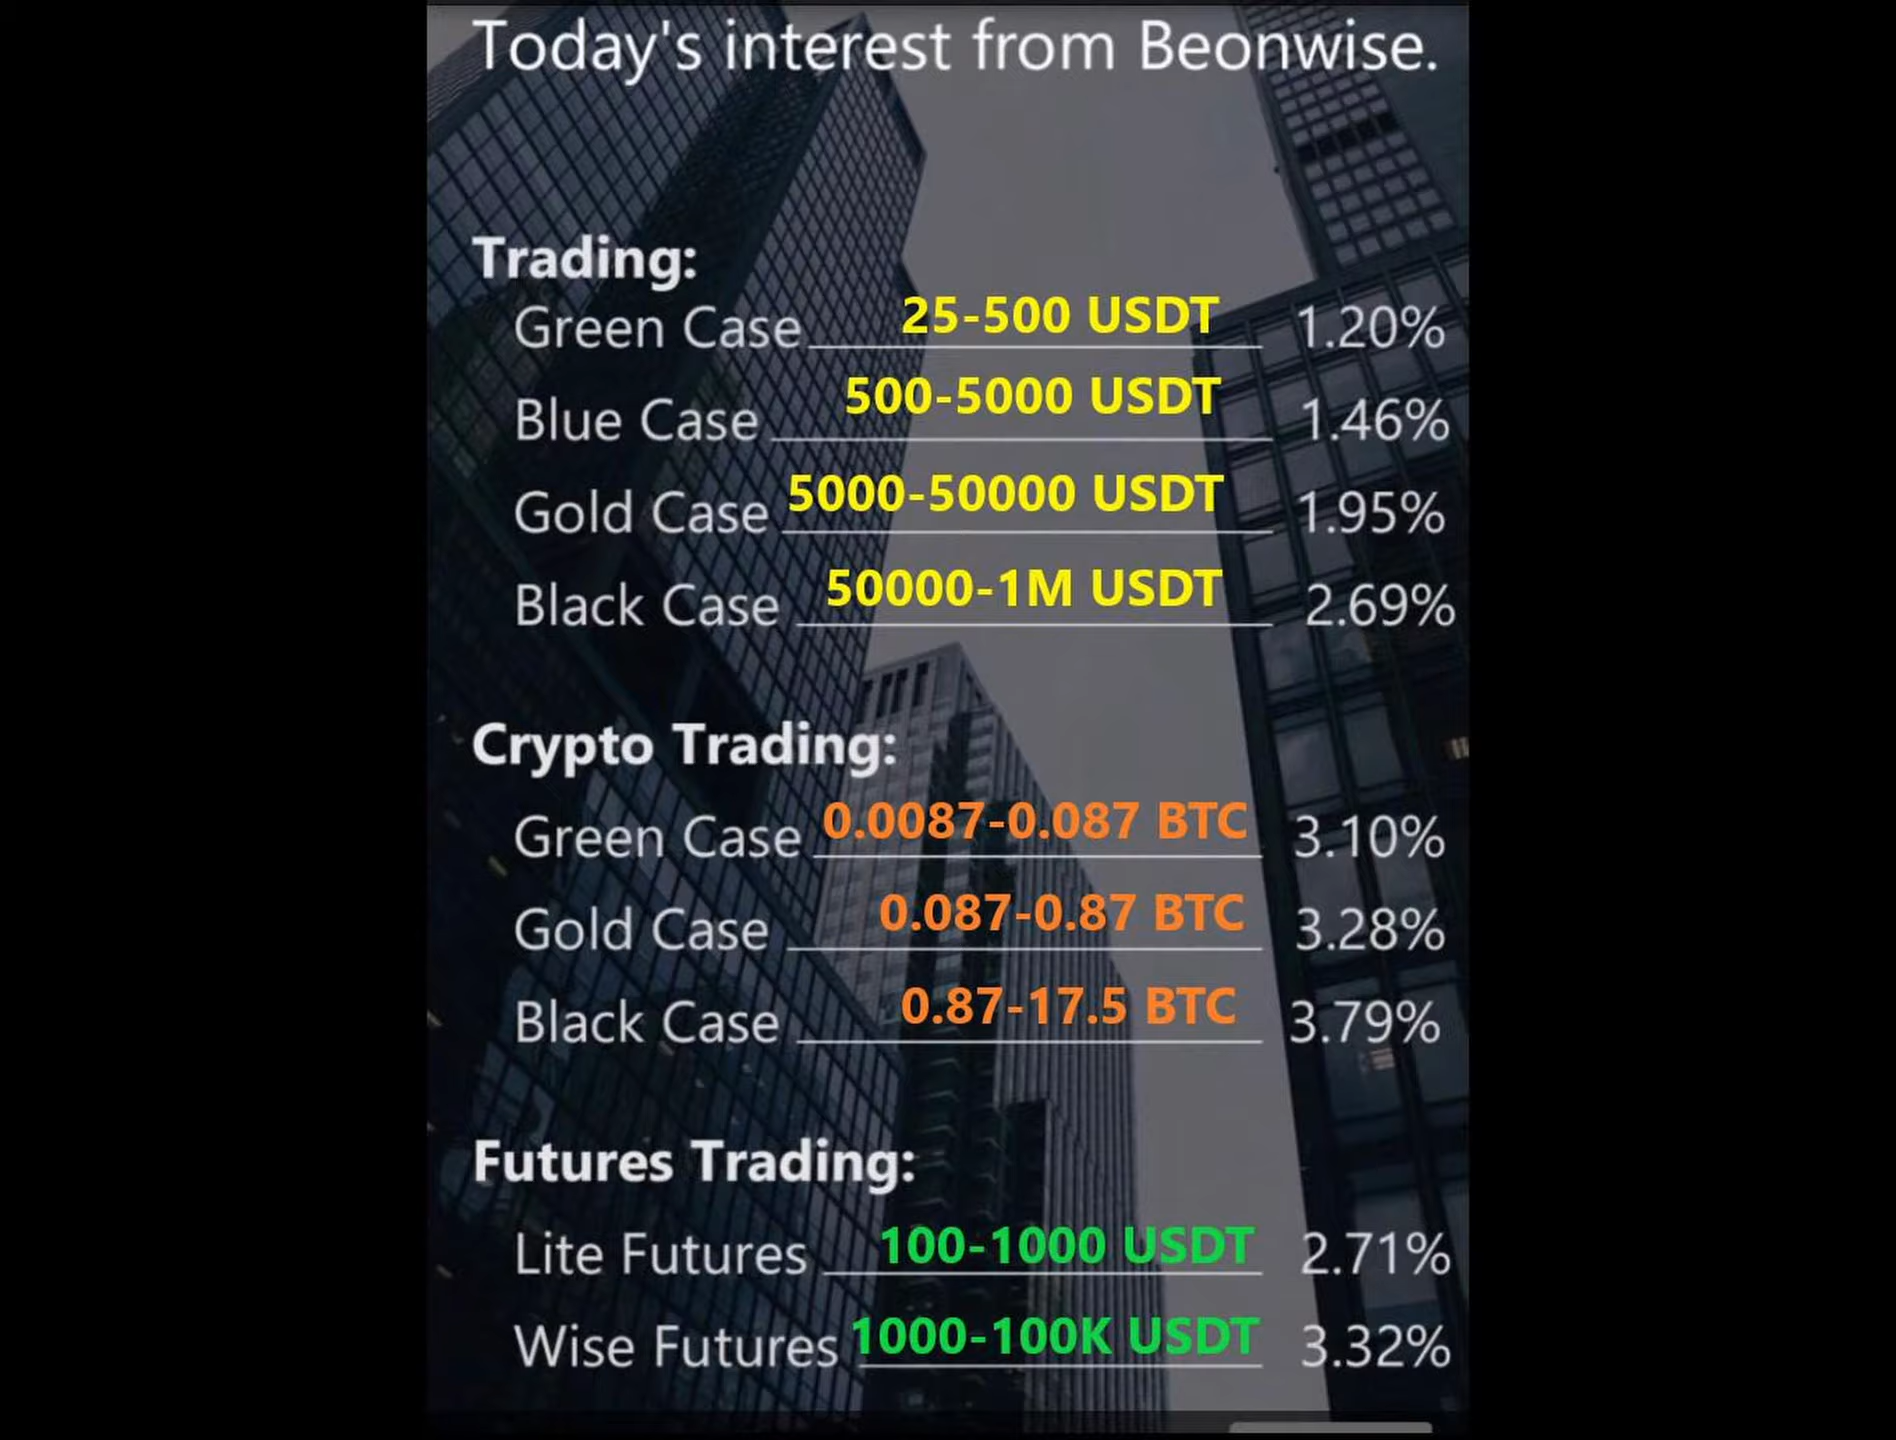 Today's interest from Beonwise.
Trading:
Green Case 25-500 USDT 1.20%
Blue Case 500-5000 USDT 1.46%
Gold Case 5000-50000 USDT 1.95%
Black Case 50000-1M USDT 2.69%
Crypto Trading:
Green Case 0.0087-0.087 BTC 3.10%
Gold Case 0.087-0.87 BTC 3.28%
Black Case 0.87-17.5 BTC 3.79%
Futures Trading:
Lite Futures 100-1000 USDT 2.71%
Wise Futures 1000-100K USDT 3.32%